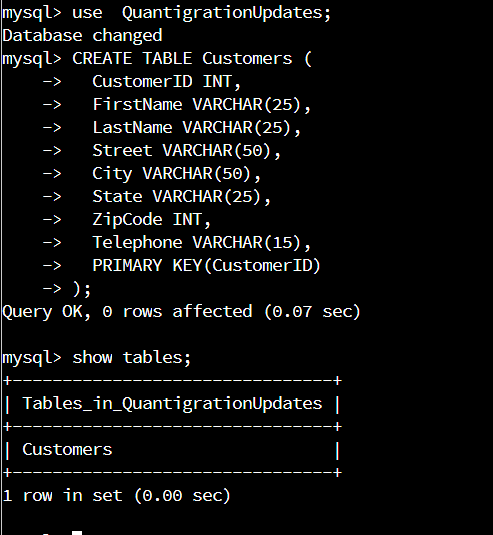 mysql> use  QuantigrationUpdates;
Database changed
mysql> CREATE TABLE Customers (
    ->   CustomerID INT,
    ->   FirstName VARCHAR(25),
    ->   LastName VARCHAR(25),
    ->   Street VARCHAR(50),
    ->   City VARCHAR(50),
    ->   State VARCHAR(25),
    ->   ZipCode INT,
    ->   Telephone VARCHAR(15),
    ->   PRIMARY KEY(CustomerID)
    -> );
Query OK, 0 rows affected (0.07 sec)

mysql> show tables;
+--------------------------------+
| Tables_in_QuantigrationUpdates |
+--------------------------------+
| Customers                      |
+--------------------------------+
1 row in set (0.00 sec)